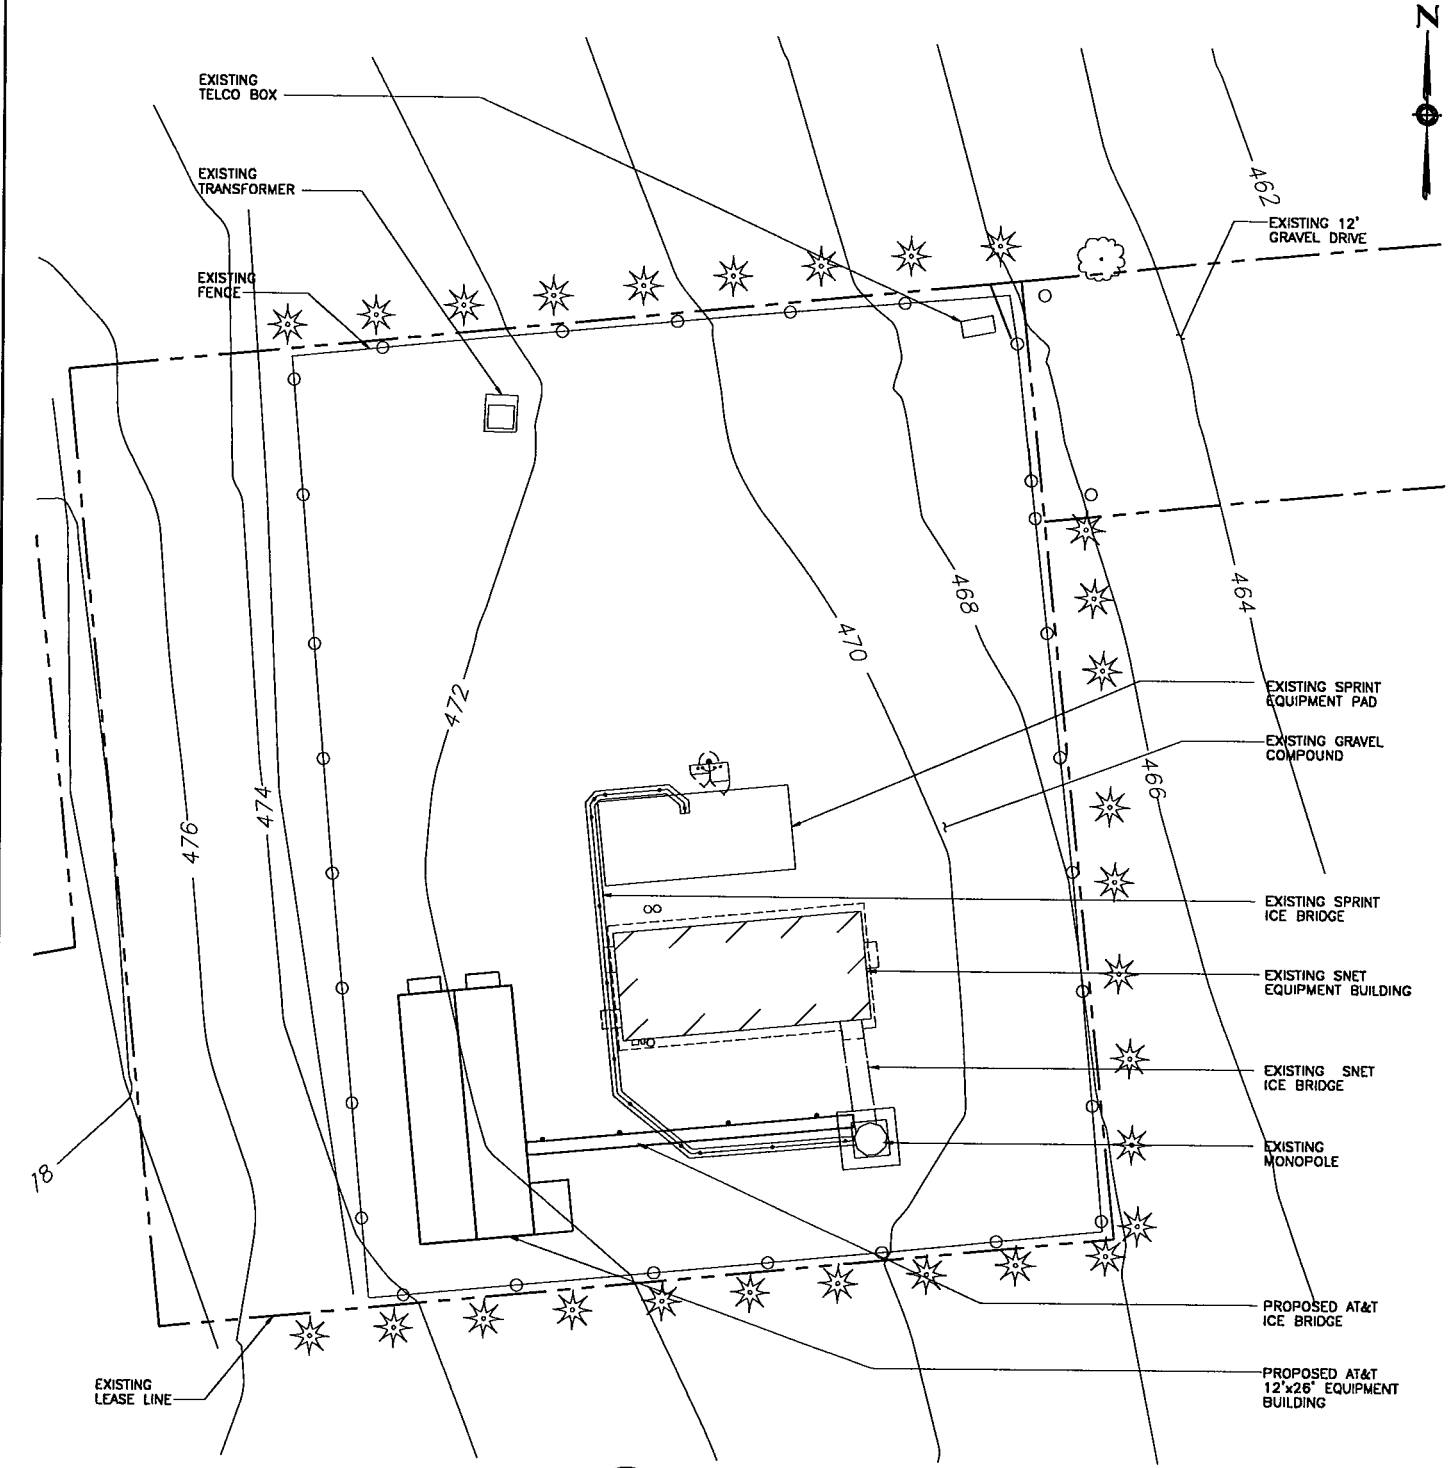 N
EXISTING
TELCO BOX
EXISTING
TRANSFORMER
462
EXISTING 12'
GRAVEL DRIVE
EXISTING
FENCE
468
464
470
EXISTING SPRINT
EQUIPMENT PAD
472
EXISTING GRAVEL
COMPOUND
466
474
476
EXISTING SPRINT
ICE BRIDGE
EXISTING SNET
EQUIPMENT BUILDING
EXISTING SNET
ICE BRIDGE
EXISTING
MONOPOLE
18
PROPOSED AT&T
ICE BRIDGE
PROPOSED AT&T
12'x26' EQUIPMENT
BUILDING
EXISTING
LEASE LINE